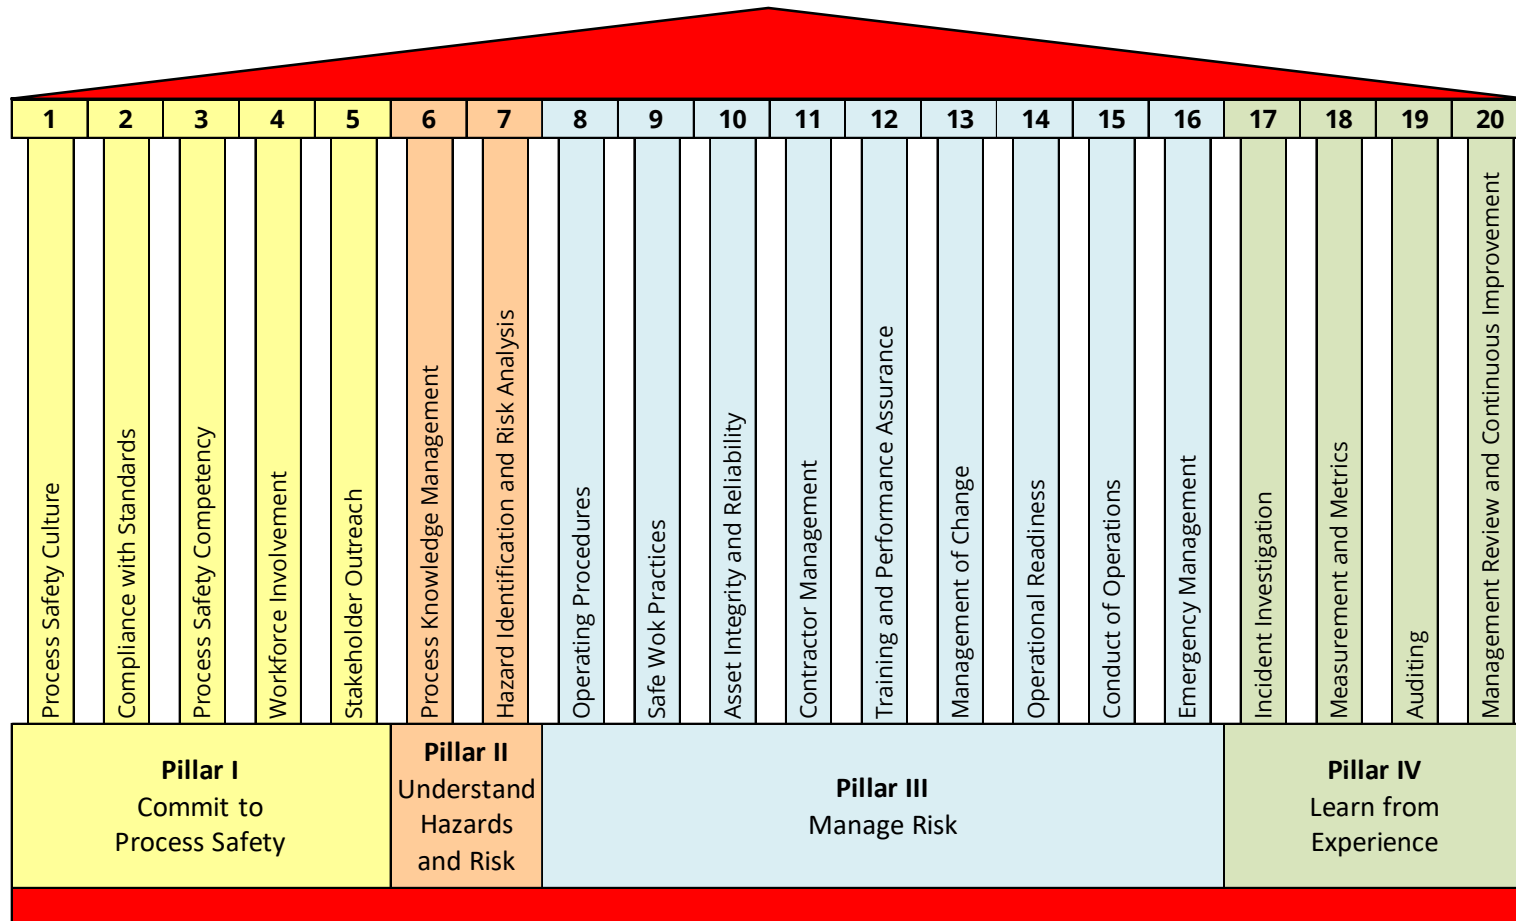 1 2 3 4 5 6 7 8 9 10 11 12 13 14 15 16 17 18 19 20
Process Safety Culture
Compliance with Standards
Process Safety Competency
Workforce Involvement
Stakeholder Outreach
Process Knowledge Management
Hazard Identification and Risk Analysis
Operating Procedures
Safe Wok Practices
Asset Integrity and Reliability
Contractor Management
Training and Performance Assurance
Management of Change
Operational Readiness
Conduct of Operations
Emergency Management
Incident Investigation
Measurement and Metrics
Auditing
Management Review and Continuous Improvement
Pillar I
Commit to
Process Safety
Pillar II
Understand
Hazards
and Risk
Pillar III
Manage Risk
Pillar IV
Learn from
Experience